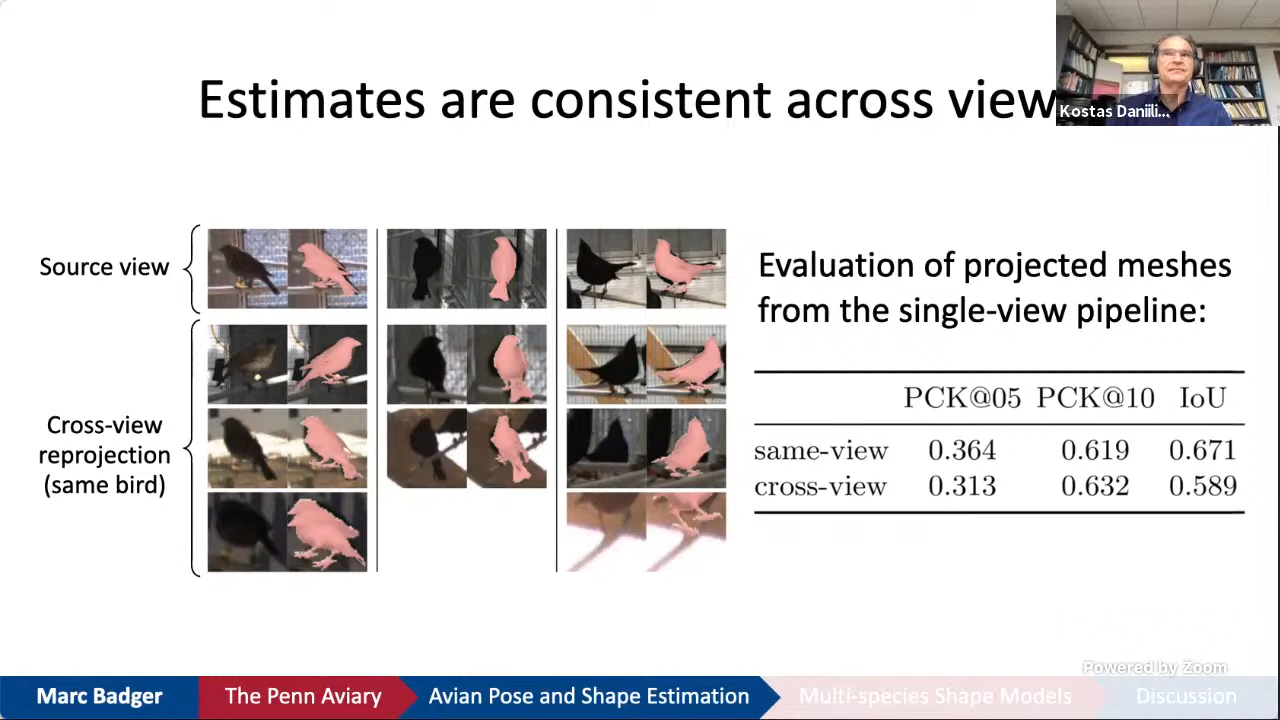 Estimates are consistent across view
Kostas Daniili...
Source view
Cross-view
reprojection
(same bird)
Evaluation of projected meshes
from the single-view pipeline:
PCK@05 PCK@10 IoU
same-view 0.364 0.619 0.671
cross-view 0.313 0.632 0.589
Powered by Zoom
Marc Badger The Penn Aviary Avian Pose and Shape Estimation Multi-species Shape Models Discussion